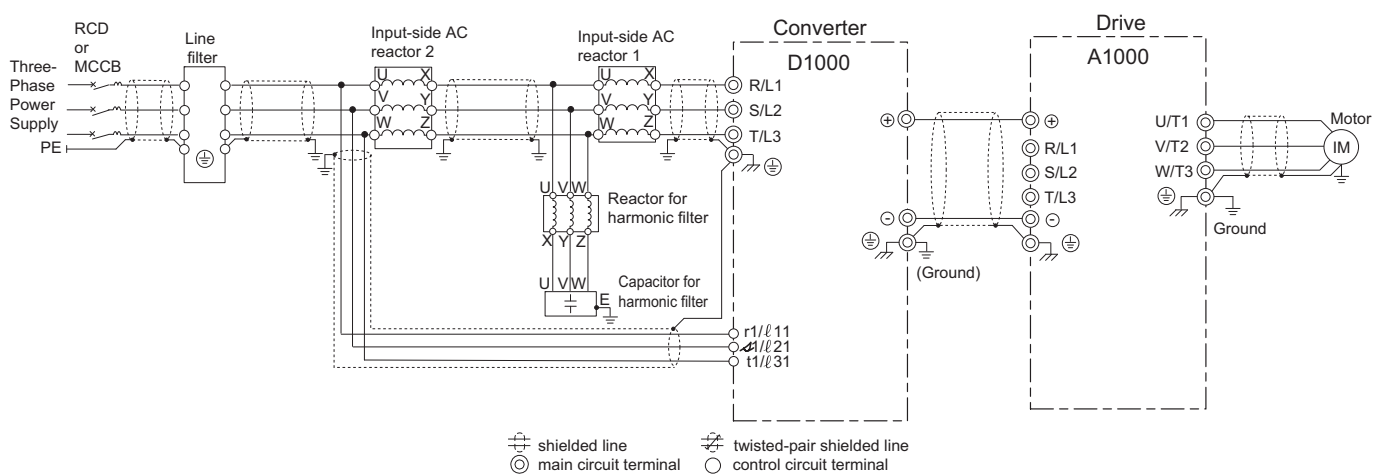 RCD
or
MCCB
Three-
Phase
Power
Supply
PE
Line
filter
Input-side AC
reactor 2
U X
V Y
W Z
Input-side AC
reactor 1
U X
V Y
W Z
Converter
D1000
R/L1
S/L2
T/L3
Drive
A1000
R/L1
S/L2
T/L3
U/T1
V/T2
W/T3
Motor
IM
Ground
(Ground)
U V W
Reactor for
harmonic filter
X Y Z
U V W
Capacitor for
harmonic filter
E
r1/ℓ11
s1/ℓ21
t1/ℓ31
shielded line
twisted-pair shielded line
main circuit terminal
control circuit terminal